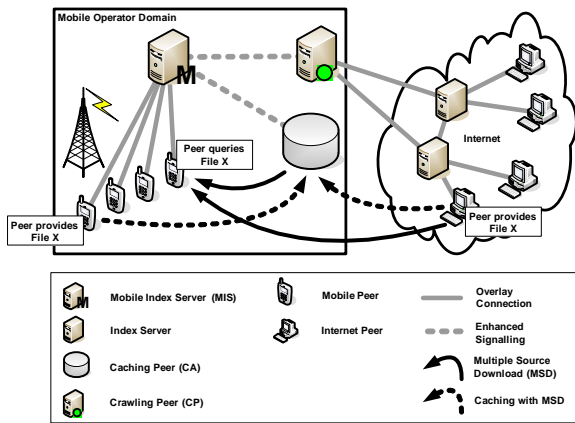 Mobile Operator Domain
M
Peer queries
File X
Internet
Peer provides
File X
Peer provides
File X
M
Mobile Index Server (MIS)
Mobile Peer
Overlay
Connection
Index Server
Internet Peer
Enhanced
Signalling
Caching Peer (CA)
Multiple Source
Download (MSD)
Crawling Peer (CP)
Caching with MSD